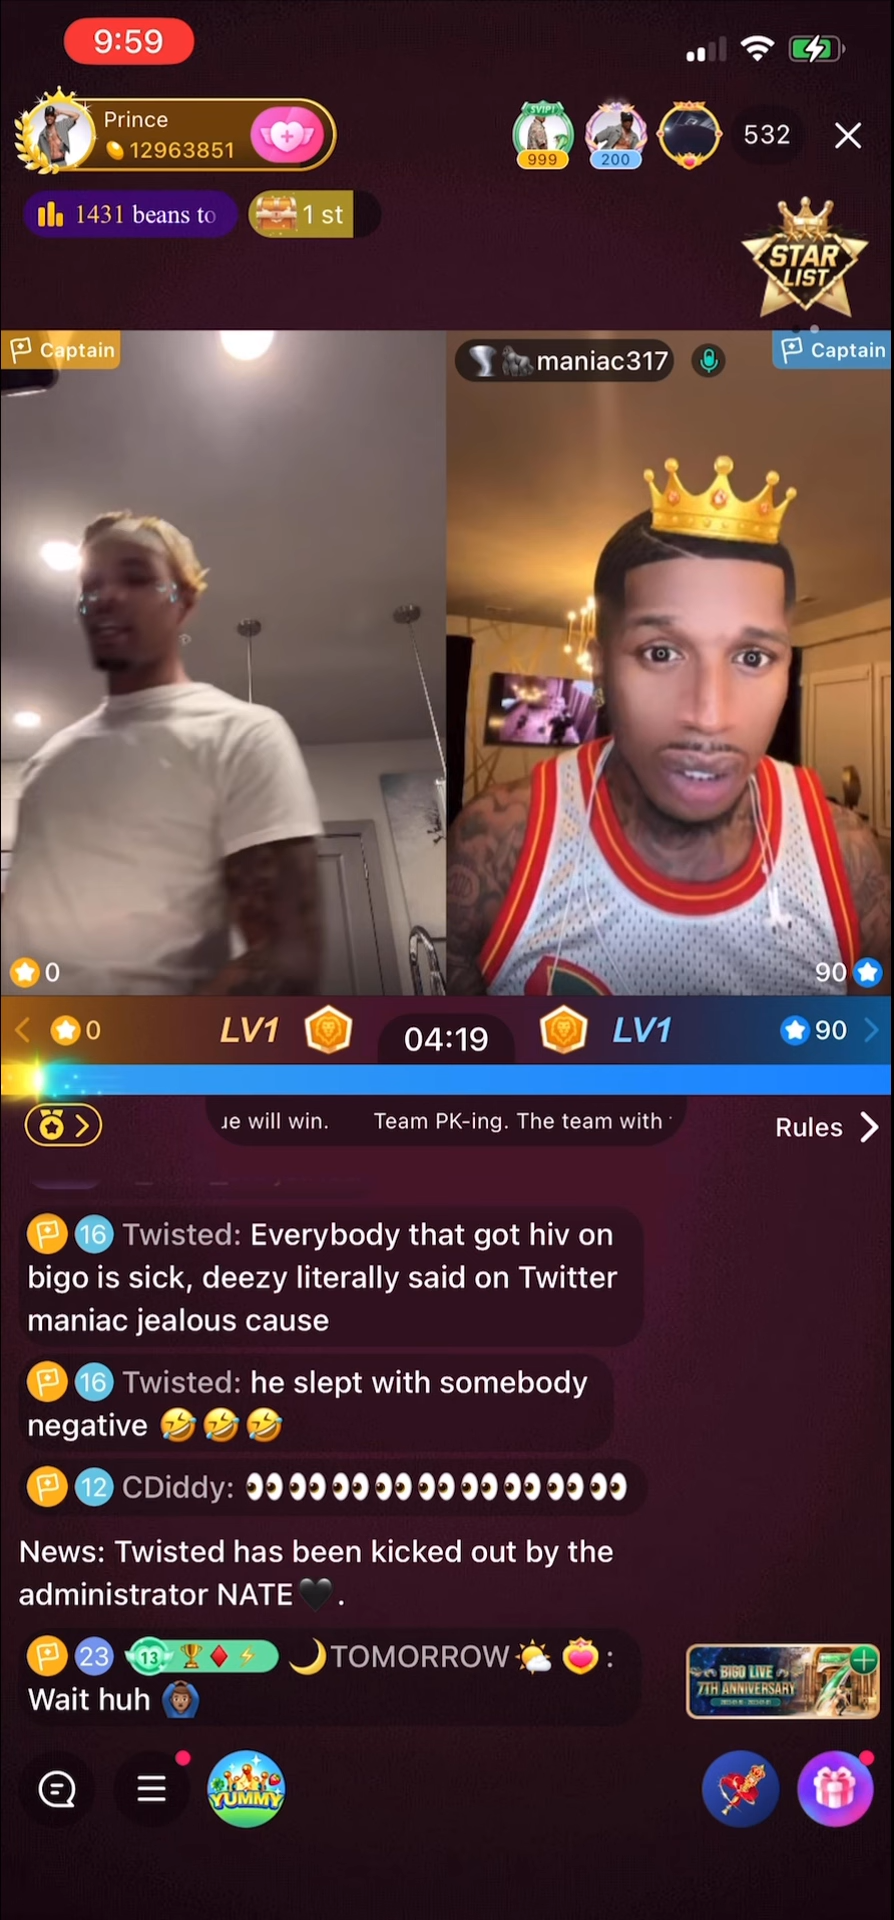 9:59
Prince
12963851
SVIP1
999
200
532
1431 beans to
1 st
STAR
LIST
Captain
maniac317
Captain
0
90
0
LV1
04:19
LV1
90
ue will win. Team PK-ing. The team with
Rules
16 Twisted: Everybody that got hiv on
bigo is sick, deezy literally said on Twitter
maniac jealous cause
16 Twisted: he slept with somebody
negative 🤣🤣🤣
12 CDiddy: 👀👀👀👀👀👀👀👀👀
News: Twisted has been kicked out by the
administrator NATE🖤.
23 13 🏆♦️⚡ 🌙TOMORROW🌤️ 😍:
Wait huh 🙆🏾‍♂️
BIGO LIVE
7TH ANNIVERSARY
7
YUMMY